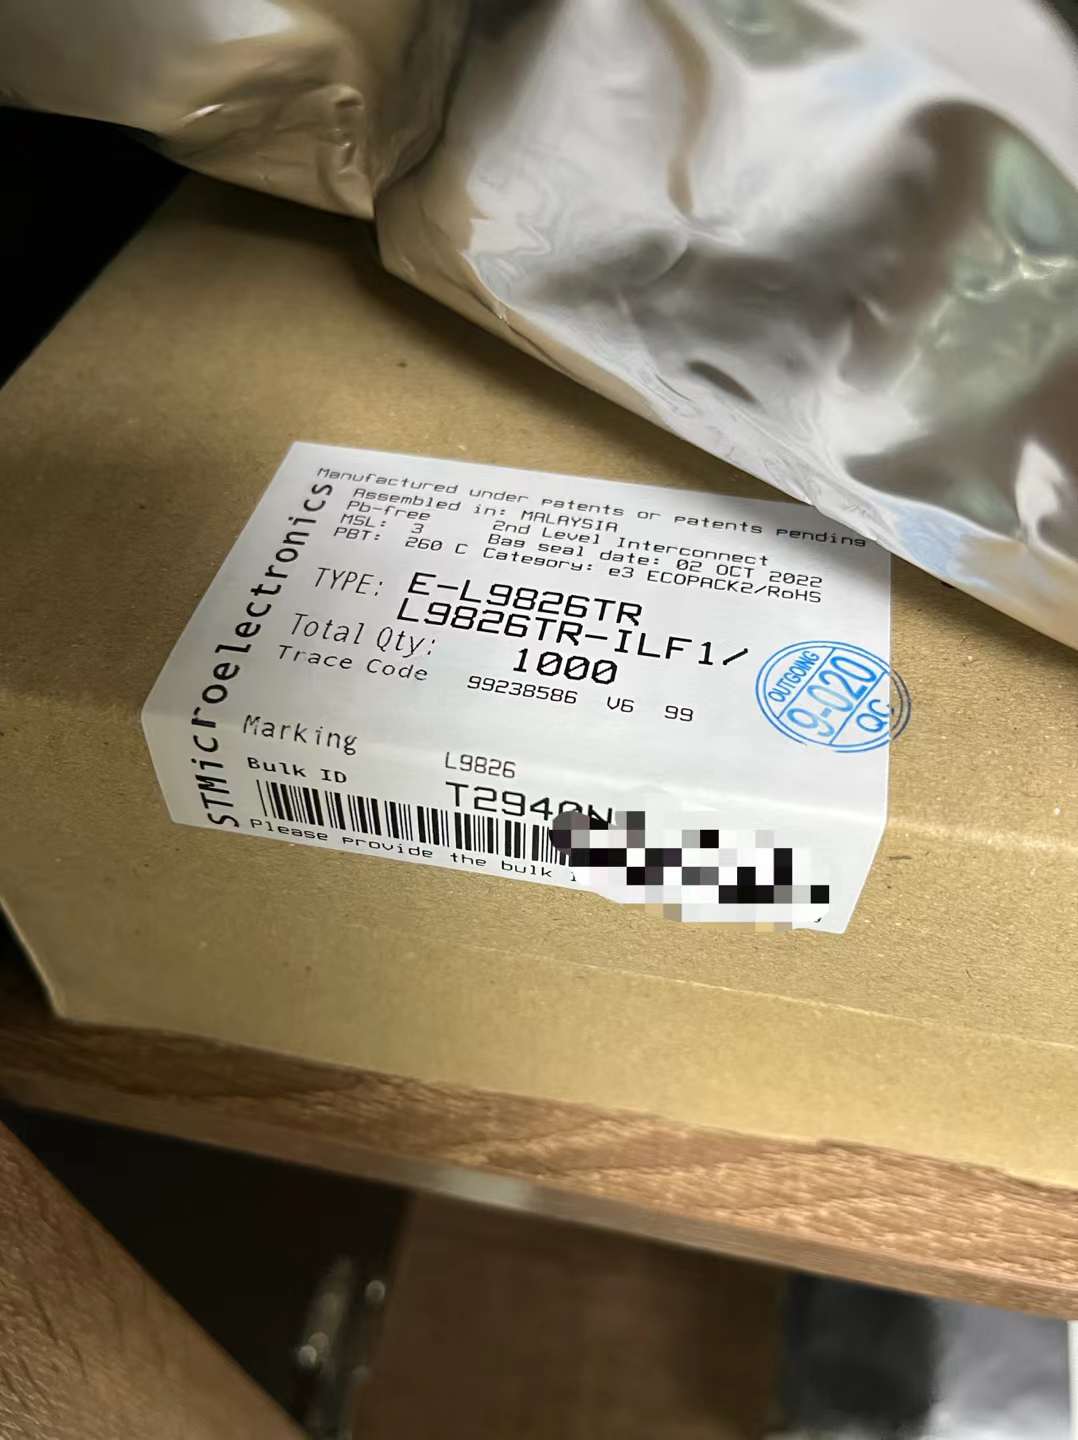 STMicroelectronics
Manufactured under patents or patents pending
Assembled in: MALAYSIA
Pb-free 2nd Level Interconnect
MSL: 3 Bag seal date: 02 OCT 2022
PBT: 260 C Category: e3 ECOPACK2/RoHS
TYPE: E-L9826TR
L9826TR-ILF1/
Total Qty: 1000
Trace Code 99238586 V6 99
Marking L9826
Bulk ID
Please provide the bulk
OUTGOING
9-020
QC